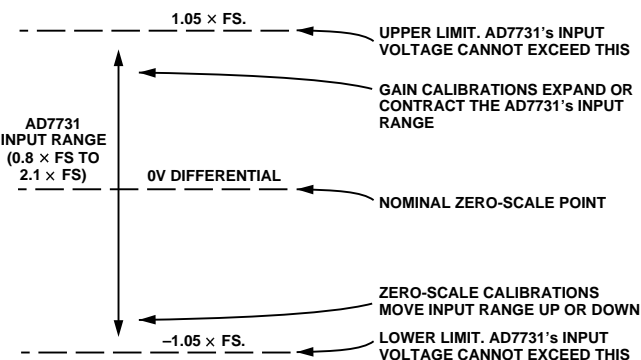 1.05 × FS.
UPPER LIMIT. AD7731's INPUT
VOLTAGE CANNOT EXCEED THIS
GAIN CALIBRATIONS EXPAND OR
CONTRACT THE AD7731's INPUT
RANGE
AD7731
INPUT RANGE
(0.8 × FS TO
2.1 × FS)
0V DIFFERENTIAL
NOMINAL ZERO-SCALE POINT
ZERO-SCALE CALIBRATIONS
MOVE INPUT RANGE UP OR DOWN
–1.05 × FS.
LOWER LIMIT. AD7731's INPUT
VOLTAGE CANNOT EXCEED THIS